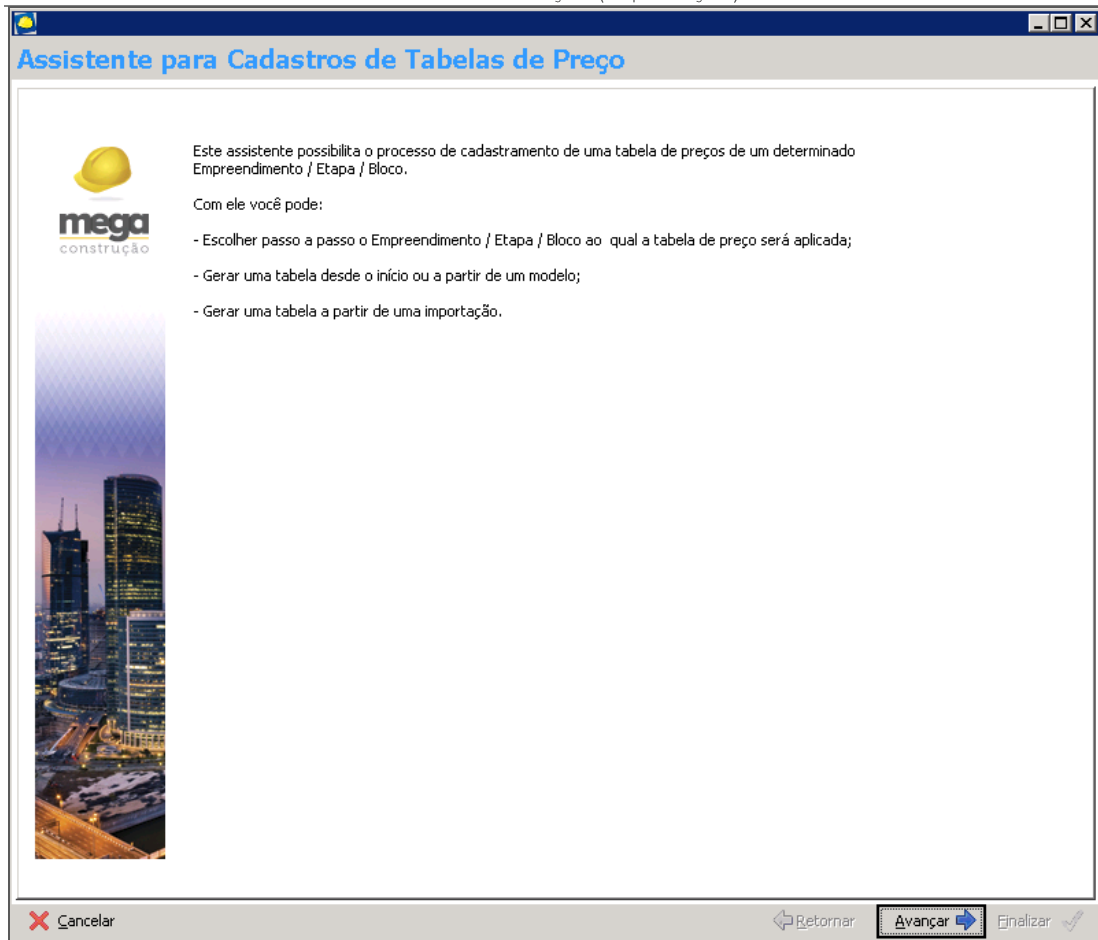 Assistente para Cadastros de Tabelas de Preço
Este assistente possibilita o processo de cadastramento de uma tabela de preços de um determinado
Empreendimento / Etapa / Bloco.
Com ele você pode:
- Escolher passo a passo o Empreendimento / Etapa / Bloco ao  qual a tabela de preço será aplicada;
- Gerar uma tabela desde o início ou a partir de um modelo;
- Gerar uma tabela a partir de uma importação.
mega
construção
Cancelar
Retornar
Avançar
Finalizar